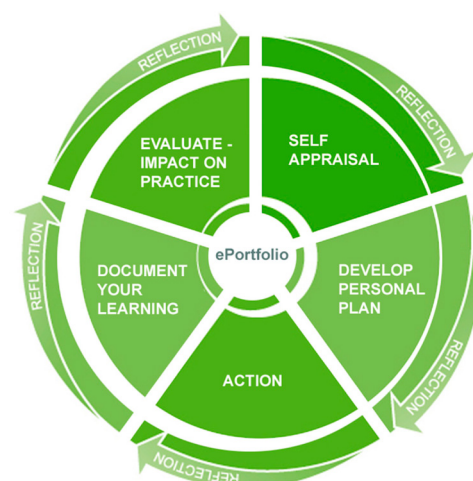 REFLECTION
REFLECTION
EVALUATE -
IMPACT ON
PRACTICE
SELF
APPRAISAL
ePortfolio
DOCUMENT
YOUR
LEARNING
DEVELOP
PERSONAL
PLAN
REFLECTION
REFLECTION
ACTION
REFLECTION